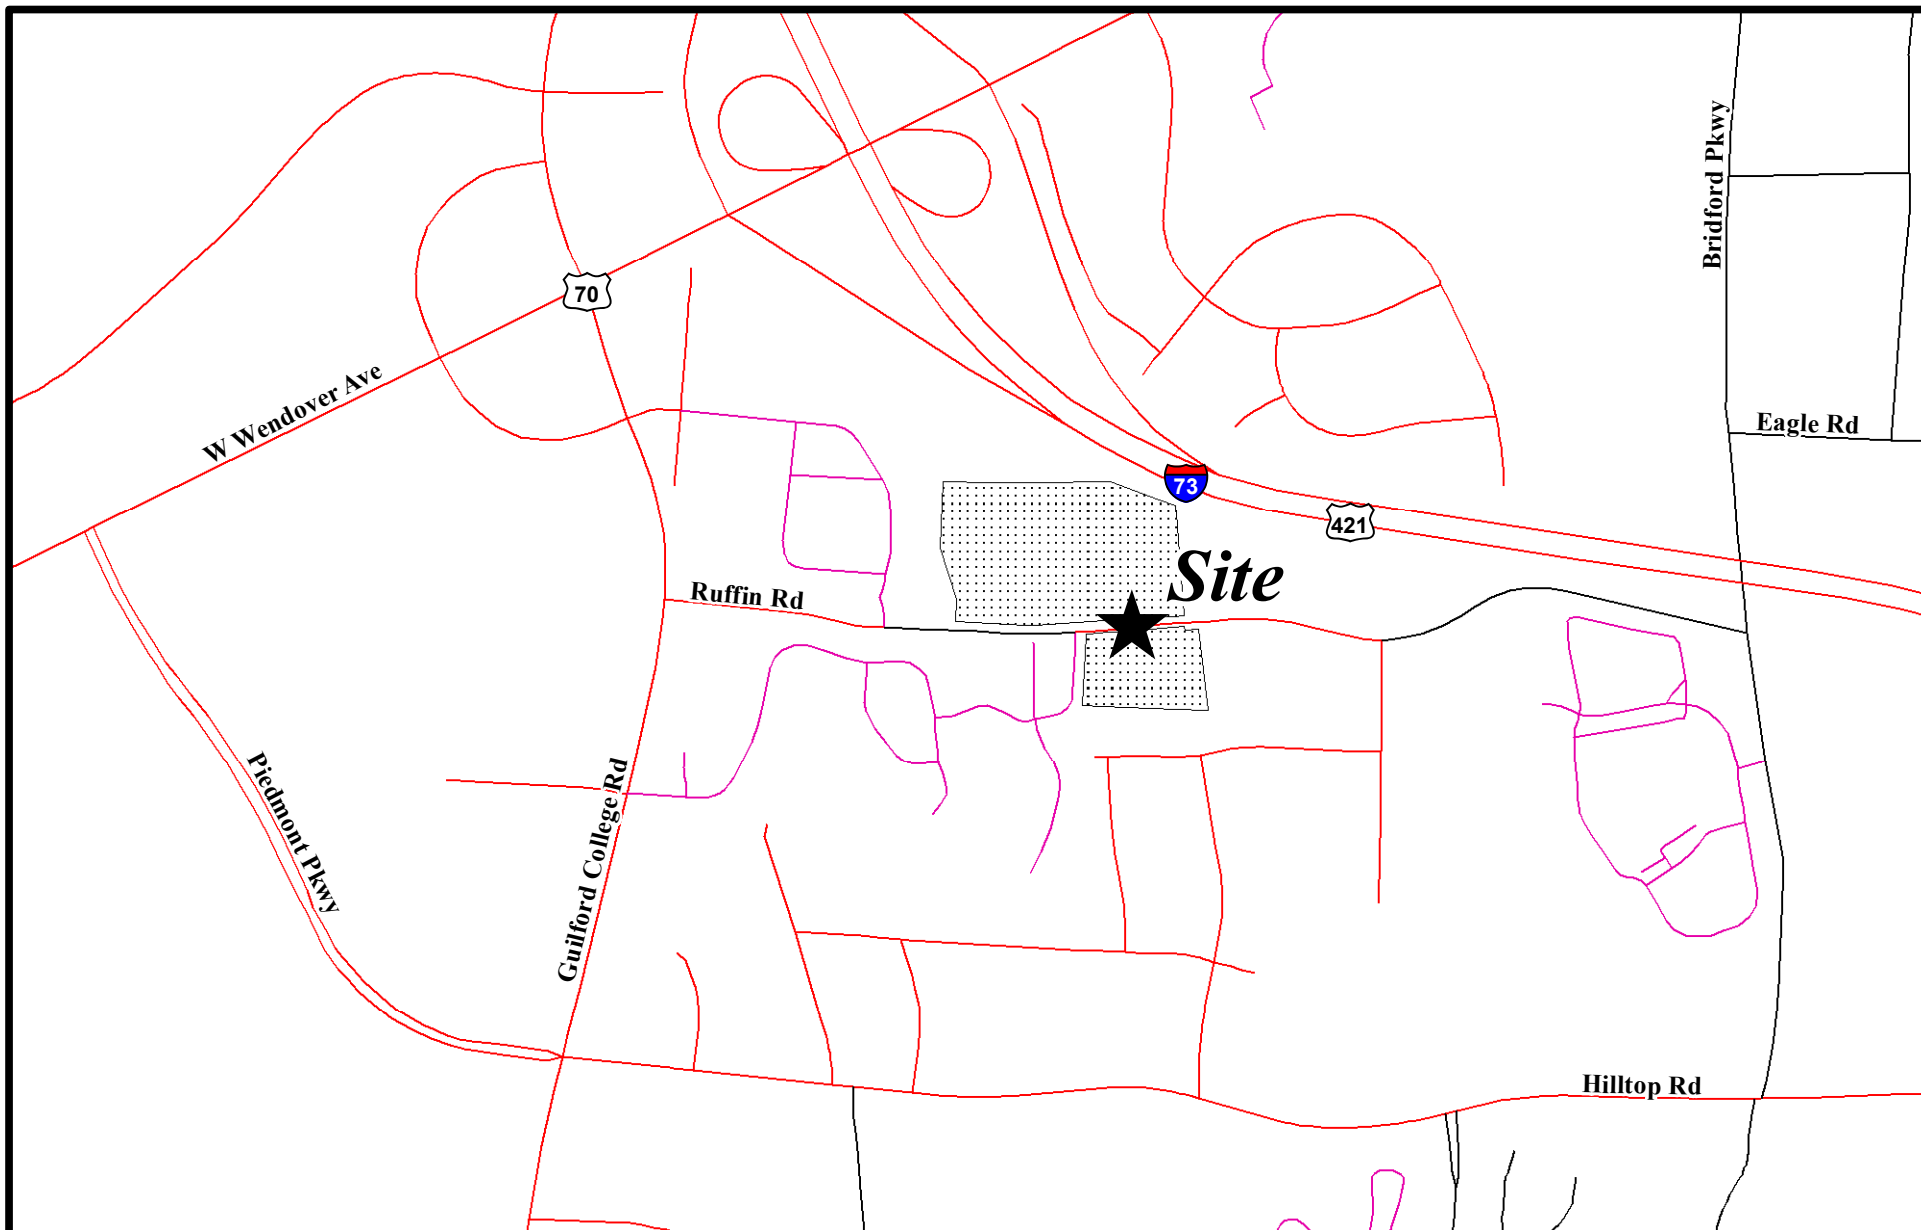 Bridford Pkwy
70
W Wendover Ave
Eagle Rd
73
421
Site
Ruffin Rd
Piedmont Pkwy
Guilford College Rd
Hilltop Rd